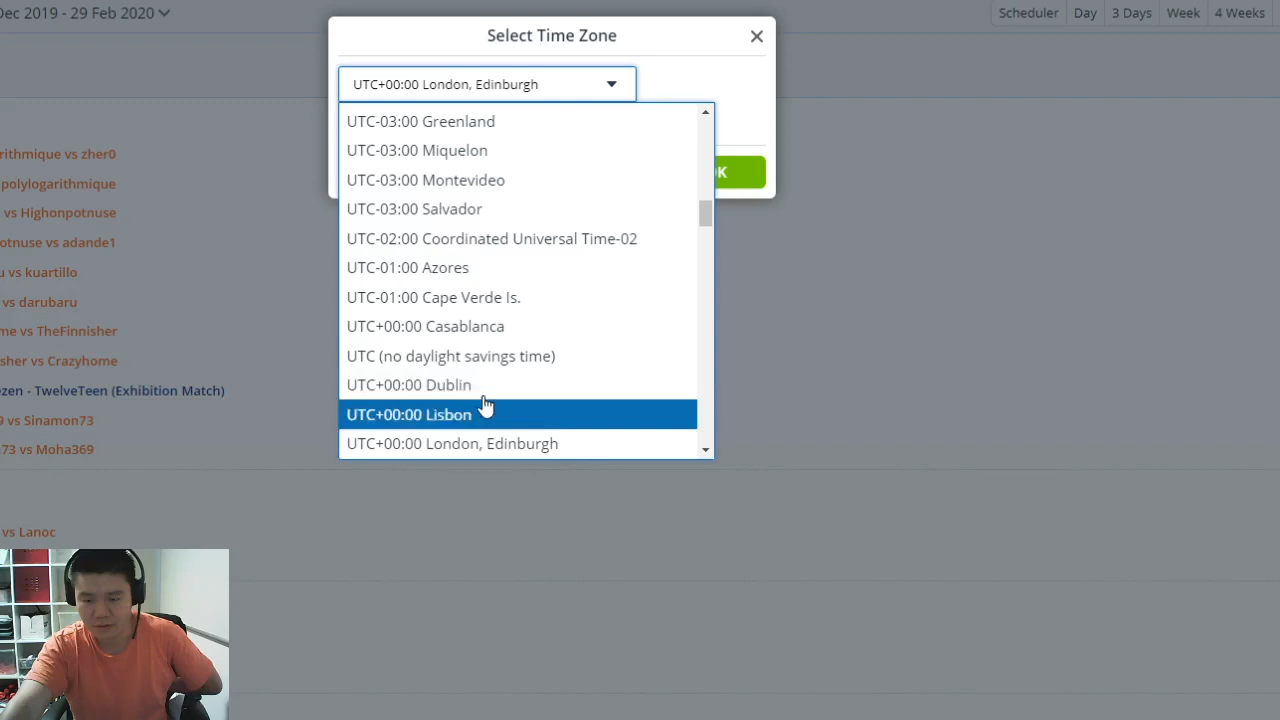 Dec 2019 - 29 Feb 2020
Scheduler Day 3 Days Week 4 Weeks
Select Time Zone
UTC+00:00 London, Edinburgh
UTC-03:00 Greenland
UTC-03:00 Miquelon
UTC-03:00 Montevideo
UTC-03:00 Salvador
UTC-02:00 Coordinated Universal Time-02
UTC-01:00 Azores
UTC-01:00 Cape Verde Is.
UTC+00:00 Casablanca
UTC (no daylight savings time)
UTC+00:00 Dublin
UTC+00:00 Lisbon
UTC+00:00 London, Edinburgh
OK
rithmique vs zher0
polylogarithmique
vs Highonpotnuse
otnuse vs adande1
u vs kuartillo
vs darubaru
me vs TheFinnisher
sher vs Crazyhome
ezen - TwelveTeen (Exhibition Match)
9 vs Sinamon73
73 vs Moha369
vs Lanoc